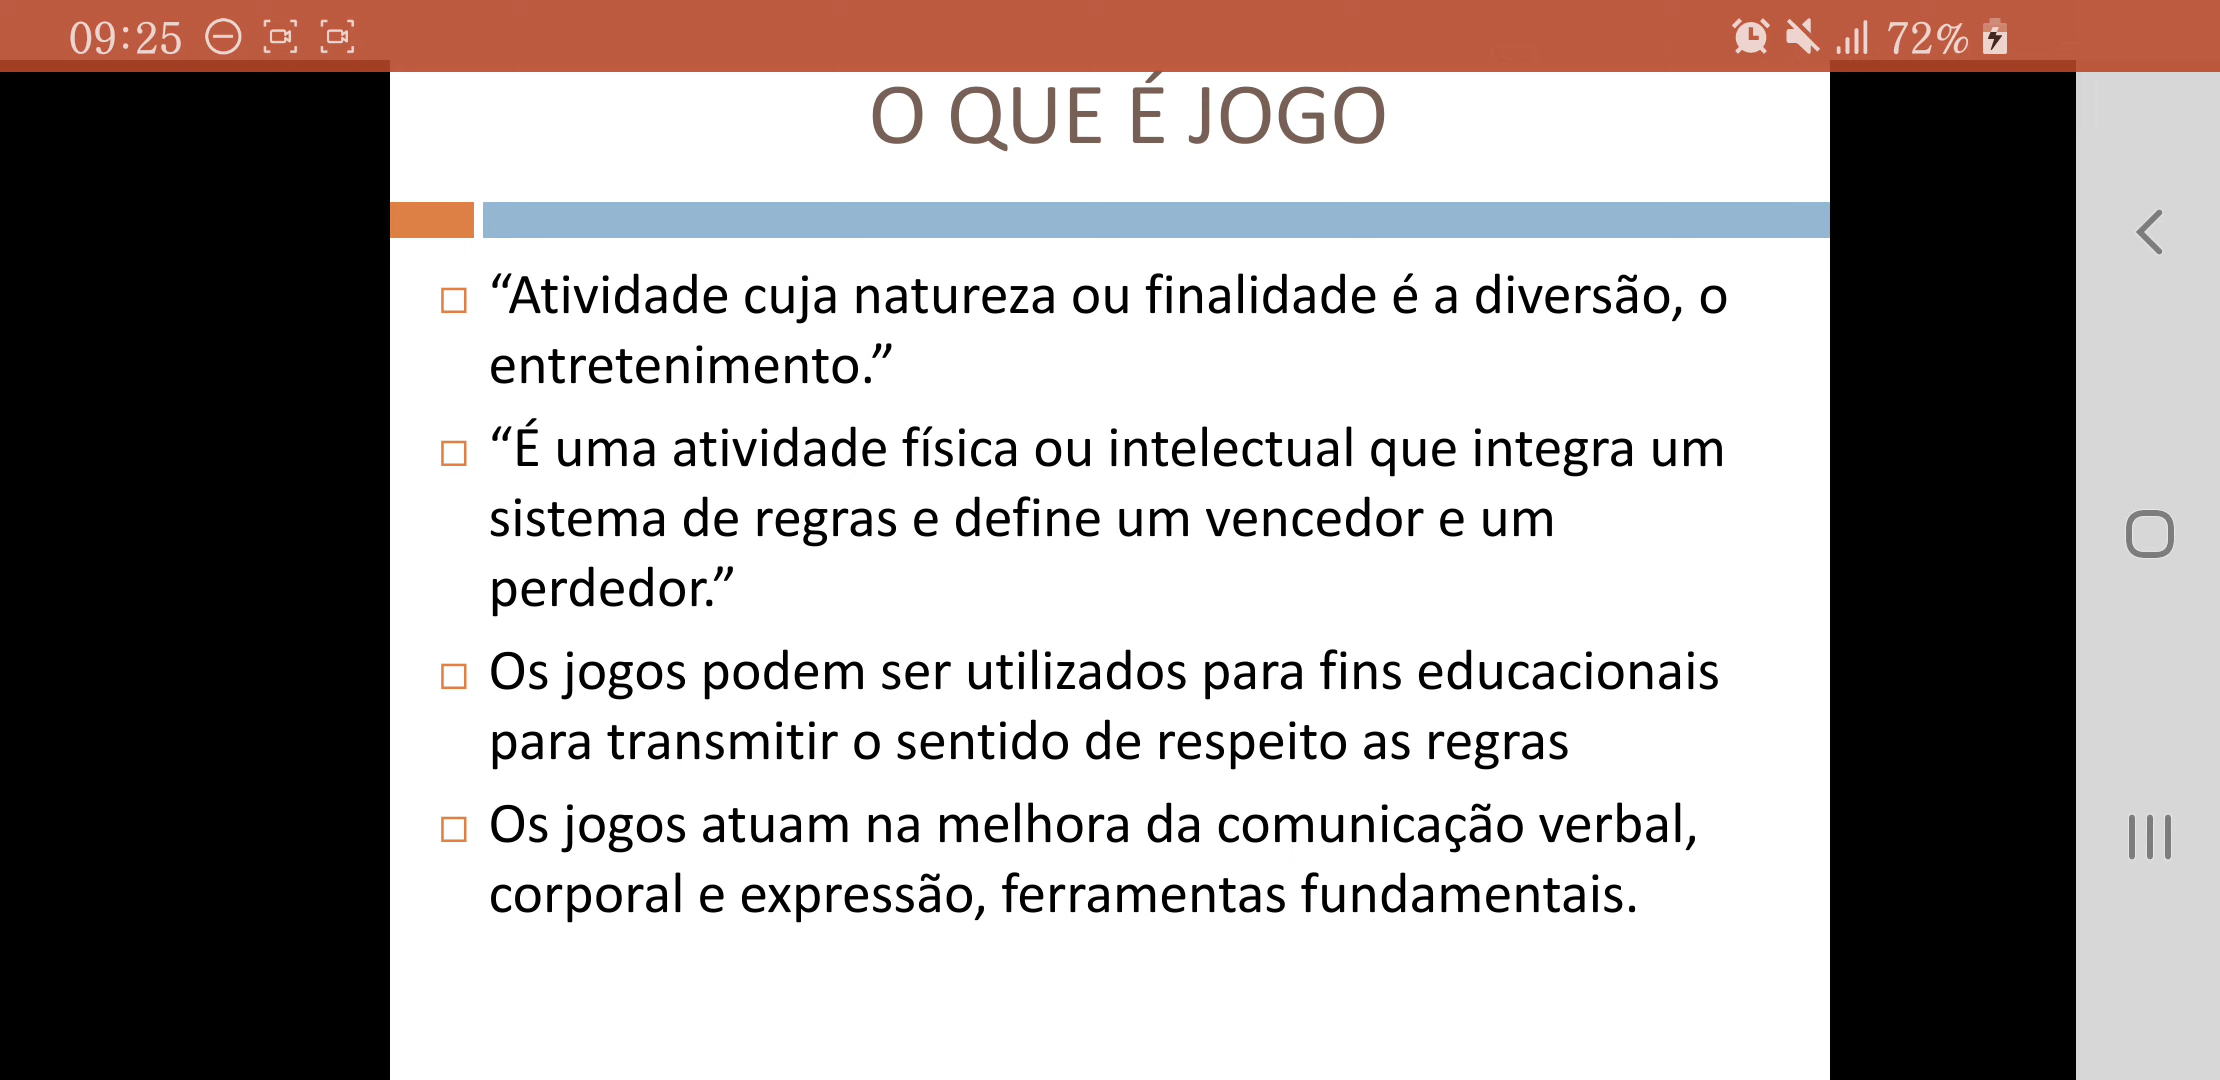 09:25
72%
O QUE É JOGO
“Atividade cuja natureza ou finalidade é a diversão, o
entretenimento.”
“É uma atividade física ou intelectual que integra um
sistema de regras e define um vencedor e um
perdedor.”
Os jogos podem ser utilizados para fins educacionais
para transmitir o sentido de respeito as regras
Os jogos atuam na melhora da comunicação verbal,
corporal e expressão, ferramentas fundamentais.